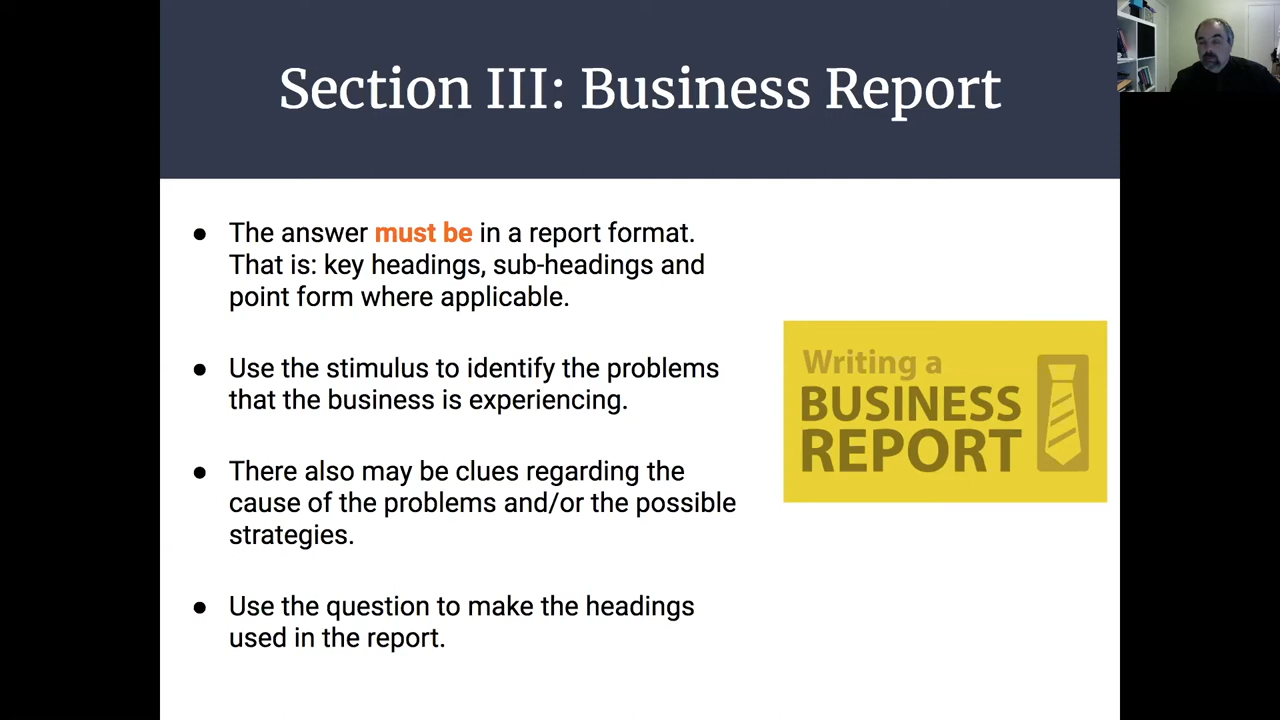 Section III: Business Report
● The answer must be in a report format.
That is: key headings, sub-headings and
point form where applicable.
● Use the stimulus to identify the problems
that the business is experiencing.
● There also may be clues regarding the
cause of the problems and/or the possible
strategies.
● Use the question to make the headings
used in the report.
Writing a
BUSINESS
REPORT